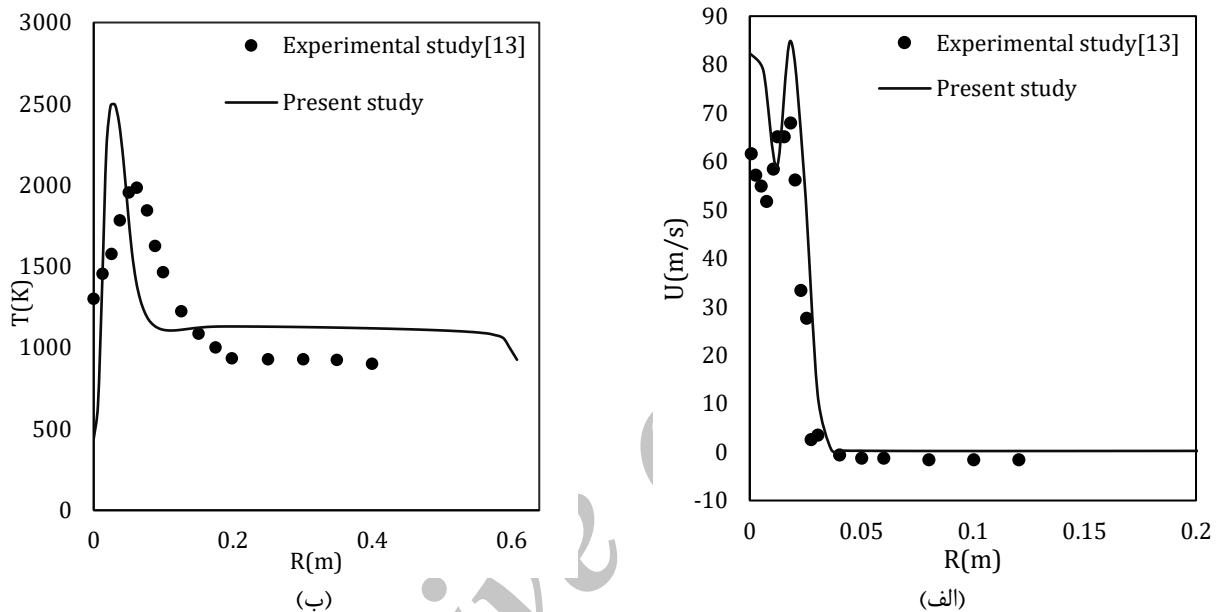 3000
2500
2000
1500
1000
500
0
T(K)
Experimental study[13]
Present study
0
0.2
0.4
0.6
R(m)
(ب)
90
80
70
60
50
40
30
20
10
0
-10
U(m/s)
Experimental study[13]
Present study
0
0.05
0.1
0.15
0.2
R(m)
(الف)